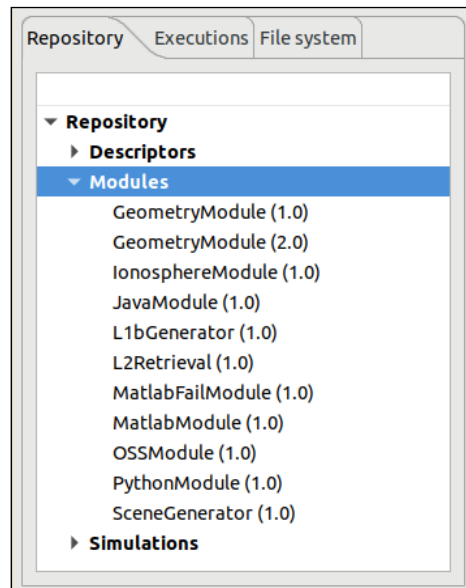 Repository Executions File system
Repository
Descriptors
Modules
GeometryModule (1.0)
GeometryModule (2.0)
IonosphereModule (1.0)
JavaModule (1.0)
L1bGenerator (1.0)
L2Retrieval (1.0)
MatlabFailModule (1.0)
MatlabModule (1.0)
OSSModule (1.0)
PythonModule (1.0)
SceneGenerator (1.0)
Simulations